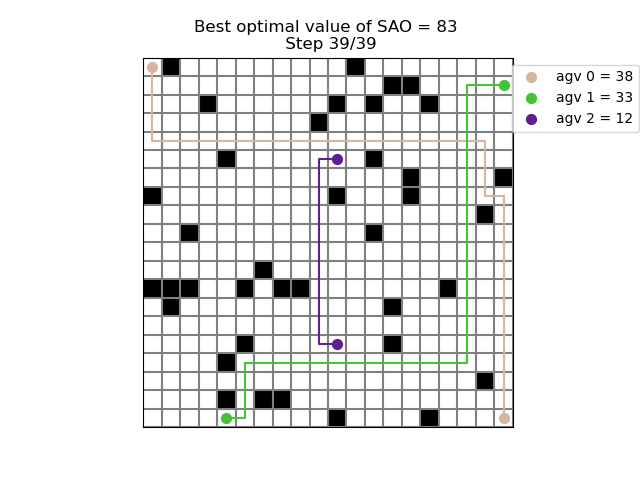 Best optimal value of SAO = 83
Step 39/39
agv 0 = 38
agv 1 = 33
agv 2 = 12